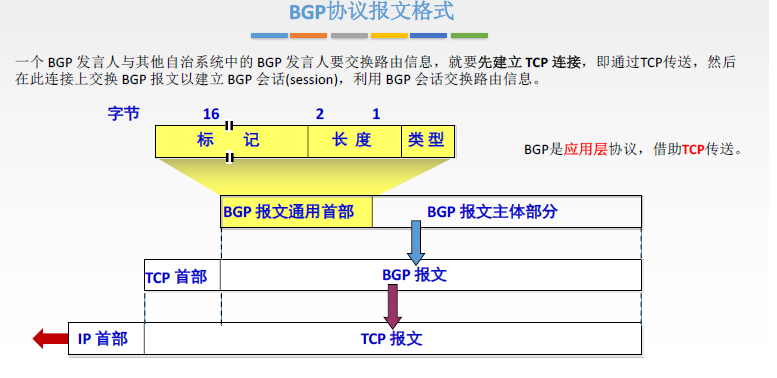 BGP协议报文格式
一个 BGP 发言人与其他自治系统中的 BGP 发言人要交换路由信息，就要先建立 TCP 连接，即通过TCP传送，然后
在此连接上交换 BGP 报文以建立 BGP 会话(session)，利用 BGP 会话交换路由信息。
字节 16 2 1
标 记 长 度 类 型
BGP是应用层协议，借助TCP传送。
BGP 报文通用首部 BGP 报文主体部分
TCP 首部 BGP 报文
IP 首部 TCP 报文